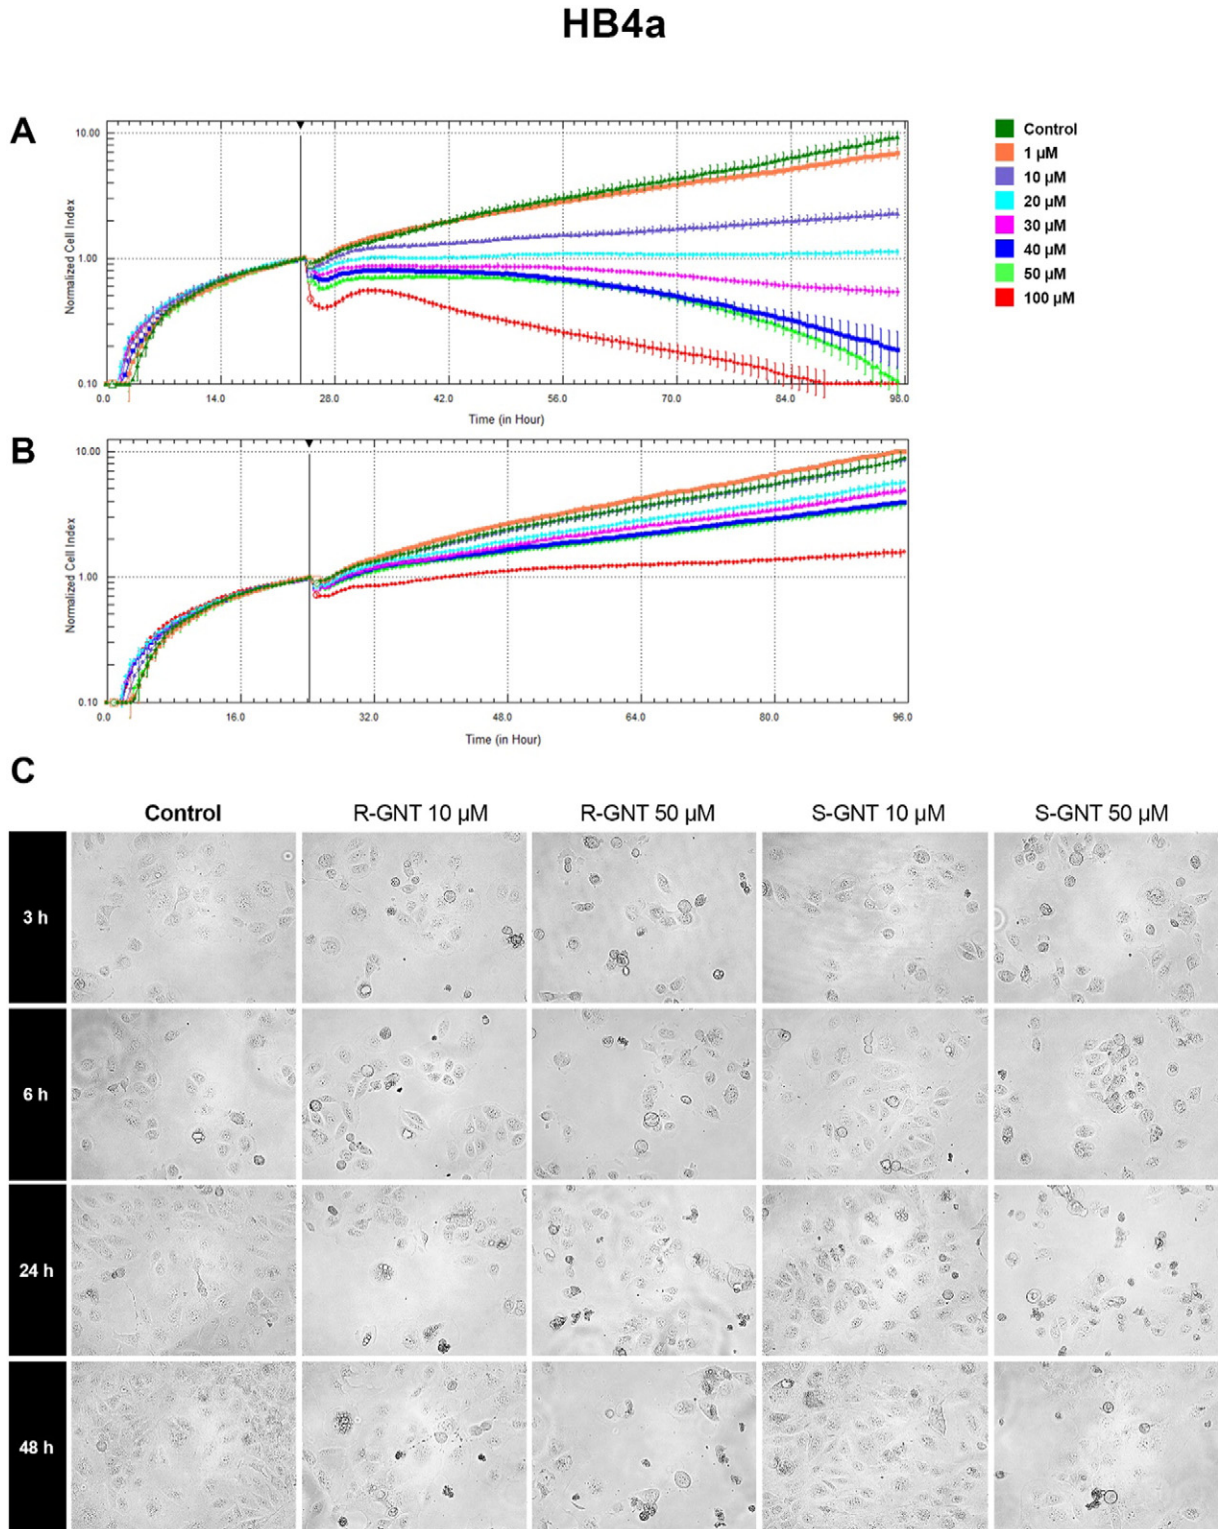 HB4a
A
10.00
1.00
0.10
Normalized Cell Index
0.0 14.0 28.0 42.0 56.0 70.0 84.0 98.0
Time (in Hour)
Control
1 µM
10 µM
20 µM
30 µM
40 µM
50 µM
100 µM
B
10.00
1.00
0.10
Normalized Cell Index
0.0 16.0 32.0 48.0 64.0 80.0 96.0
Time (in Hour)
C
Control R-GNT 10 µM R-GNT 50 µM S-GNT 10 µM S-GNT 50 µM
3 h
6 h
24 h
48 h